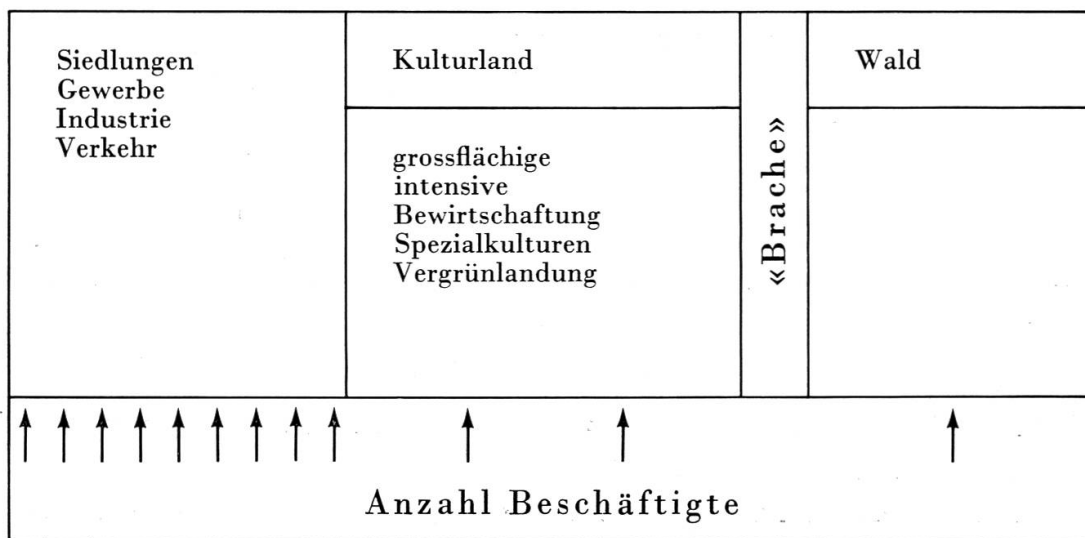 Siedlungen
Gewerbe
Industrie
Verkehr
Kulturland
grossflächige
intensive
Bewirtschaftung
Spezialkulturen
Vergrünlandung
«Brache»
Wald
Anzahl Beschäftigte